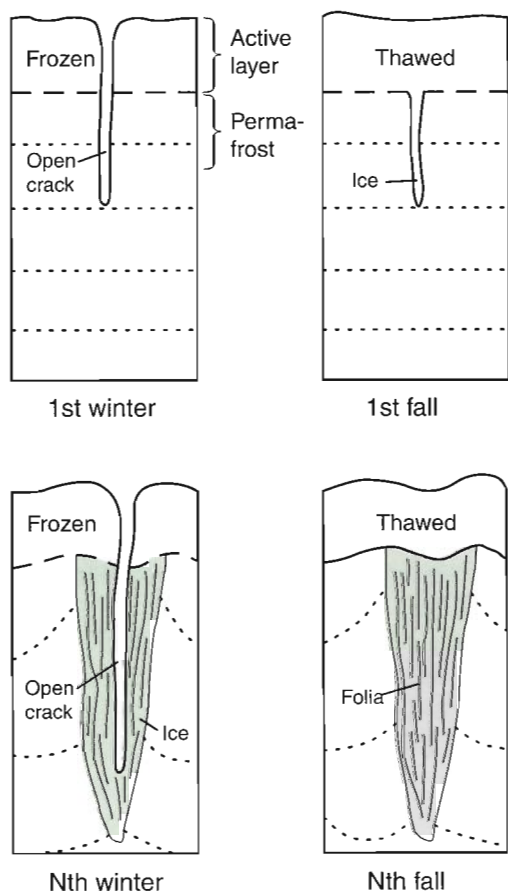 Frozen
Active
layer
Perma-
frost
Open
crack
1st winter
Thawed
Ice
1st fall
Frozen
Open
crack
Ice
Nth winter
Thawed
Folia
Nth fall